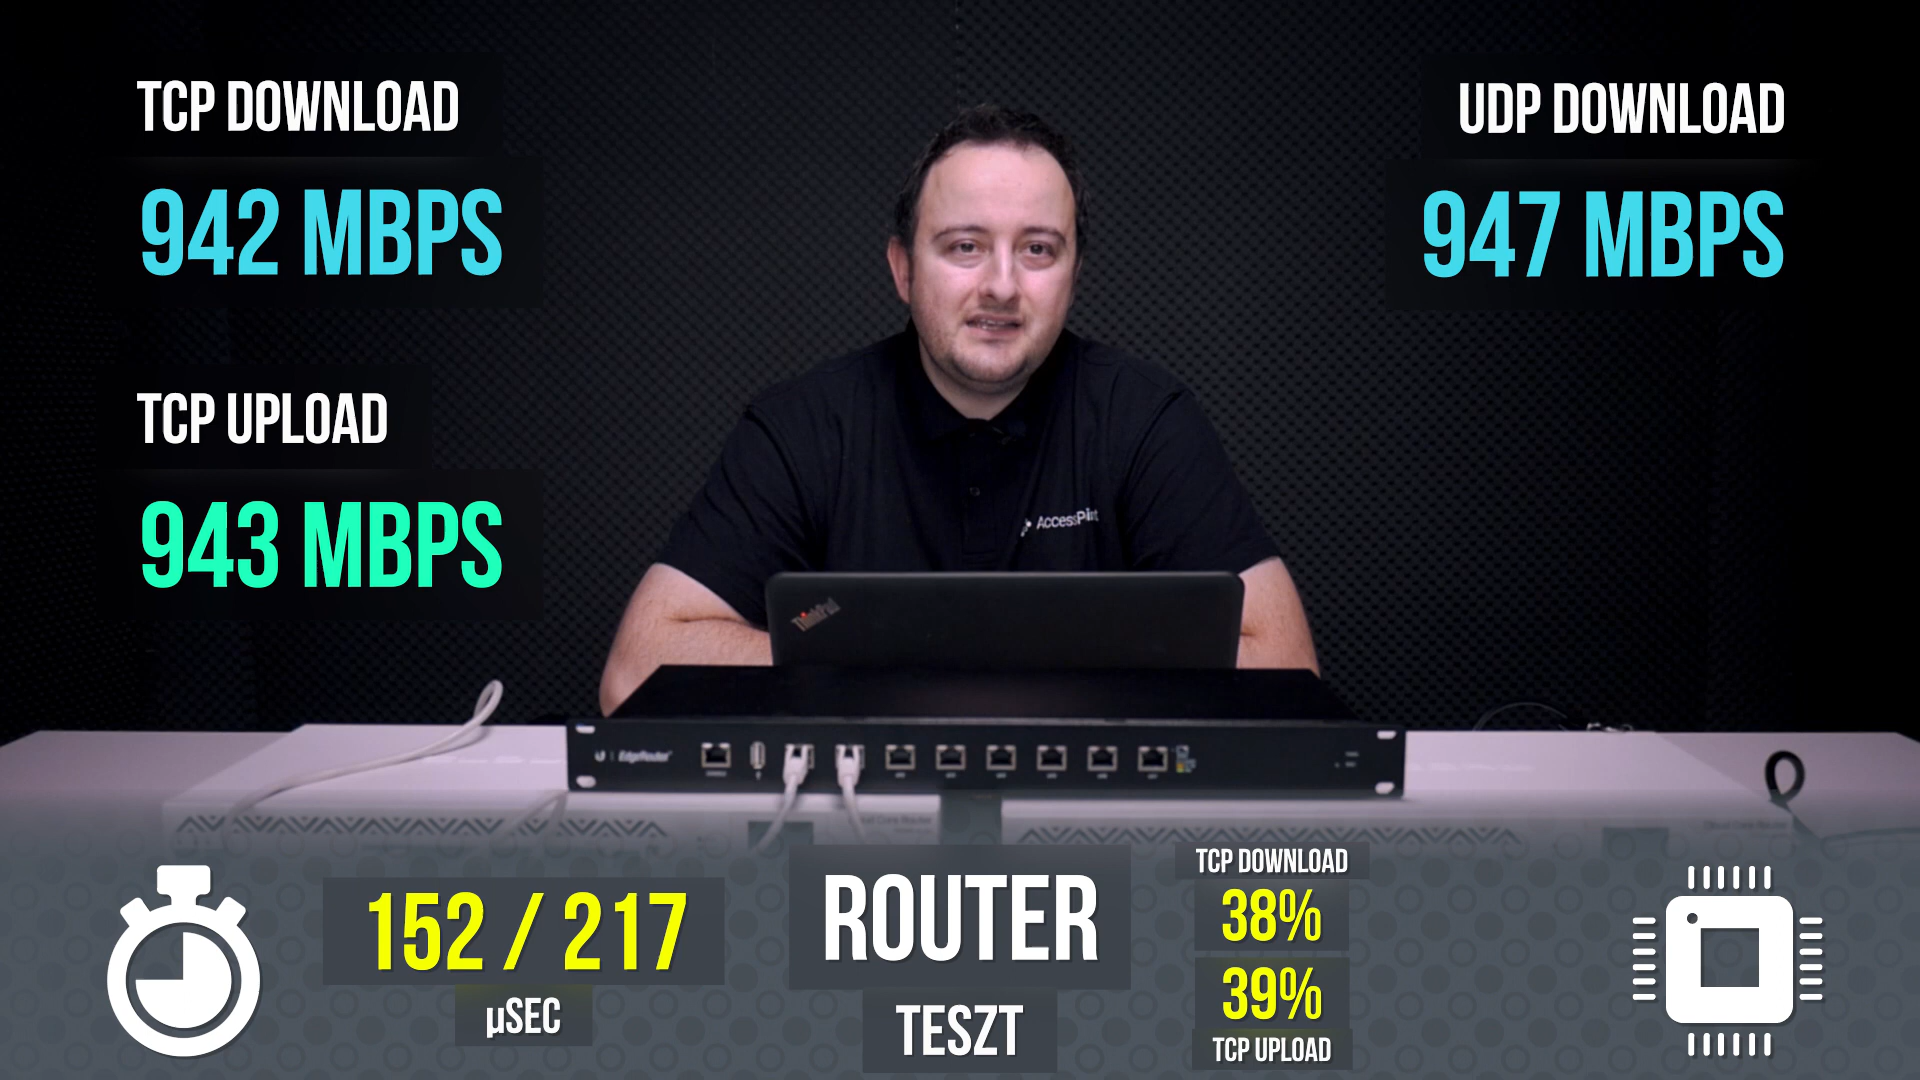 TCP DOWNLOAD
942 MBPS
TCP UPLOAD
943 MBPS
UDP DOWNLOAD
947 MBPS
AccessPoint
ThinkPad
EdgeRouter
152 / 217
µSEC
ROUTER
TESZT
TCP DOWNLOAD
38%
39%
TCP UPLOAD